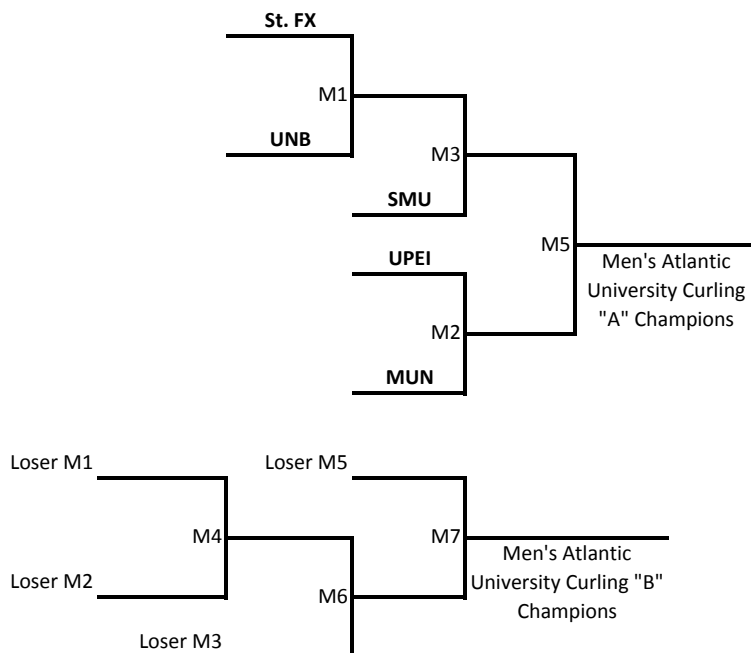 St. FX
M1
UNB
M3
SMU
M5
UPEI
Men's Atlantic
University Curling
"A" Champions
M2
MUN
Loser M1
Loser M5
M4
M7
Men's Atlantic
University Curling "B"
Champions
Loser M2
M6
Loser M3